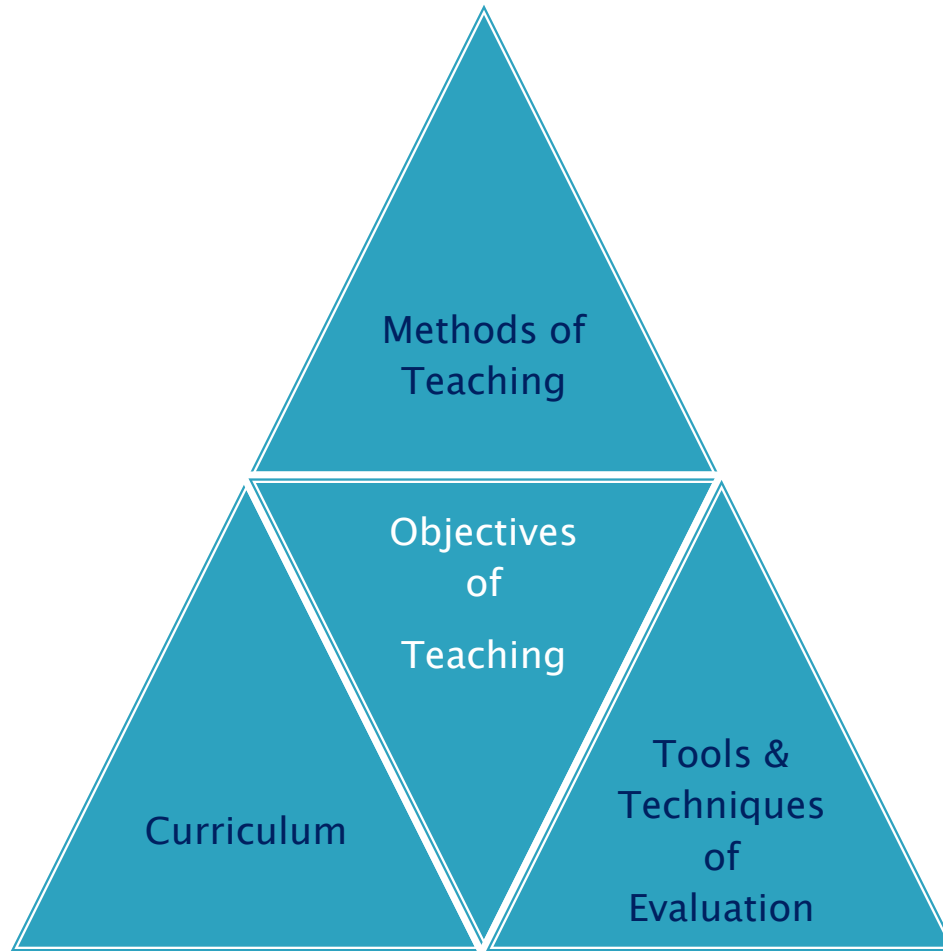 Methods of
Teaching
Objectives
of
Teaching
Curriculum
Tools &
Techniques
of
Evaluation